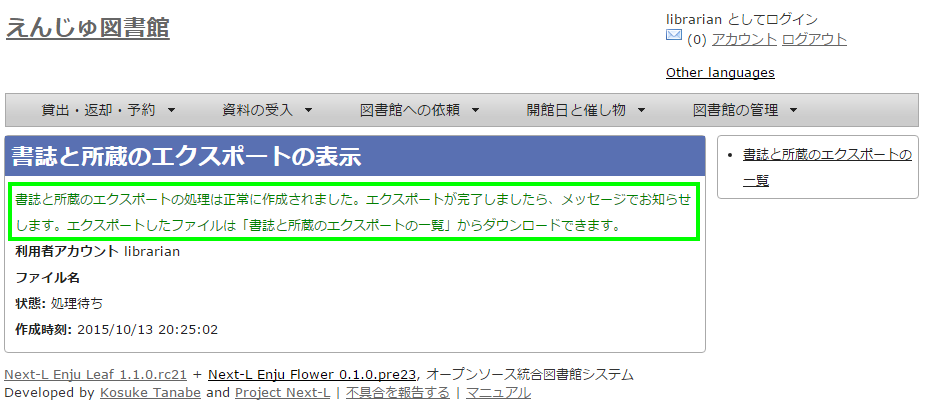 えんじゅ図書館
librarian としてログイン
(0) アカウント ログアウト
Other languages
貸出・返却・予約 資料の受入 図書館への依頼 開館日と催し物 図書館の管理
書誌と所蔵のエクスポートの表示
書誌と所蔵のエクスポートの処理は正常に作成されました。エクスポートが完了しましたら、メッセージでお知らせ
します。エクスポートしたファイルは「書誌と所蔵のエクスポートの一覧」からダウンロードできます。
利用者アカウント librarian
ファイル名
状態: 処理待ち
作成時刻: 2015/10/13 20:25:02
書誌と所蔵のエクスポートの
一覧
Next-L Enju Leaf 1.1.0.rc21 + Next-L Enju Flower 0.1.0.pre23, オープンソース統合図書館システム
Developed by Kosuke Tanabe and Project Next-L | 不具合を報告する | マニュアル